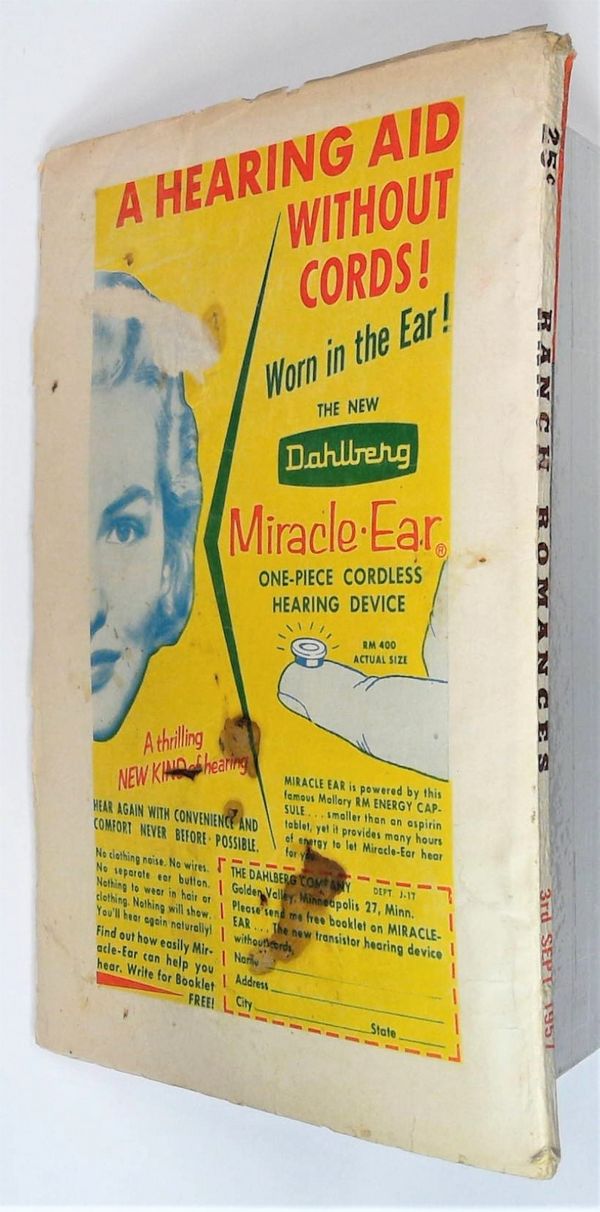 A HEARING AID
WITHOUT
CORDS!
Worn in the Ear!
THE NEW
Dahlberg
Miracle·Ear®
ONE-PIECE CORDLESS
HEARING DEVICE
RM 400
ACTUAL SIZE
A thrilling
NEW KIND of hearing
HEAR AGAIN WITH CONVENIENCE AND
COMFORT NEVER BEFORE POSSIBLE.
No clothing noise. No wires.
No separate ear button.
Nothing to wear in hair or
clothing. Nothing will show.
You'll hear again naturally!
Find out how easily Mir-
acle-Ear can help you
hear. Write for Booklet
FREE!
MIRACLE EAR is powered by this
famous Mallory RM ENERGY CAP-
SULE . . . smaller than an aspirin
tablet, yet it provides many hours
of energy to let Miracle-Ear hear
for you.
THE DAHLBERG COMPANY DEPT. J-17
Golden Valley, Minneapolis 27, Minn.
Please send me free booklet on MIRACLE-
EAR . . . The new transistor hearing device
without cords.
Name
Address
City
State
25¢ RANCH ROMANCES 3rd SEPT. 1957